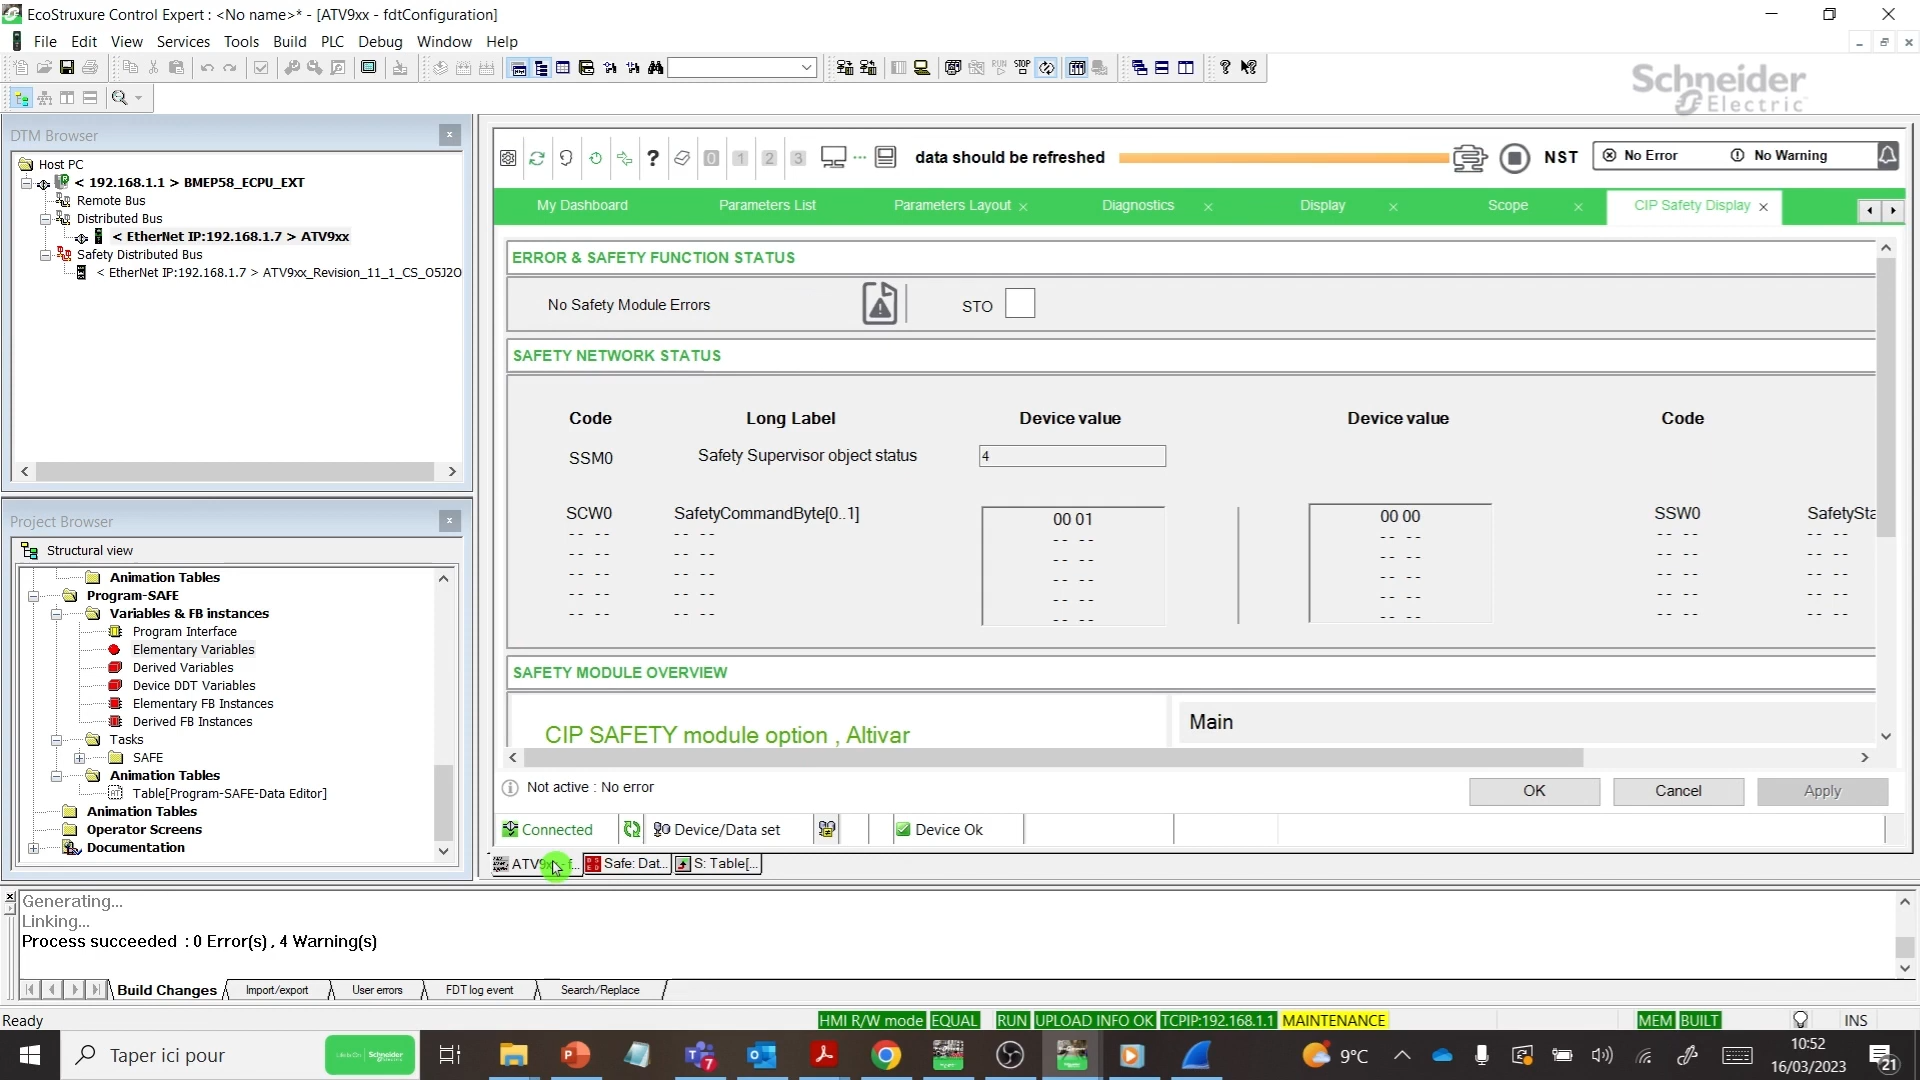 EcoStruxure Control Expert : <No name>* - [ATV9xx - fdtConfiguration]
File Edit View Services Tools Build PLC Debug Window Help
Schneider
Electric
DTM Browser
Host PC
< 192.168.1.1 > BMEP58_ECPU_EXT
Remote Bus
Distributed Bus
< EtherNet IP:192.168.1.7 > ATV9xx
Safety Distributed Bus
< EtherNet IP:192.168.1.7 > ATV9xx_Revision_11_1_CS_O5J2O
Project Browser
Structural view
Animation Tables
Program-SAFE
Variables & FB instances
Program Interface
Elementary Variables
Derived Variables
Device DDT Variables
Elementary FB Instances
Derived FB Instances
Tasks
SAFE
Animation Tables
Table[Program-SAFE-Data Editor]
Animation Tables
Operator Screens
Documentation
0 1 2 3 data should be refreshed NST No Error No Warning
My Dashboard Parameters List Parameters Layout Diagnostics Display Scope CIP Safety Display
ERROR & SAFETY FUNCTION STATUS
No Safety Module Errors STO
SAFETY NETWORK STATUS
Code Long Label Device value Device value Code
SSM0 Safety Supervisor object status 4
SCW0 SafetyCommandByte[0..1] 00 01 00 00 SSW0 SafetySta
-- -- -- -- -- -- -- -- -- -- -- --
-- -- -- -- -- -- -- -- -- -- -- --
-- -- -- -- -- -- -- -- -- -- -- --
-- -- -- -- -- -- -- -- -- -- -- --
-- -- -- -- -- -- -- -- -- -- -- --
SAFETY MODULE OVERVIEW
CIP SAFETY module option , Altivar Main
Not active : No error OK Cancel Apply
Connected Device/Data set Device Ok
Safe: Dat... S: Table[...
Generating...
Linking...
Process succeeded : 0 Error(s) , 4 Warning(s)
Build Changes Import/export User errors FDT log event Search/Replace
Ready HMI R/W mode EQUAL RUN UPLOAD INFO OK TCPIP:192.168.1.1 MAINTENANCE MEM BUILT INS
Taper ici pour Life Is On Schneider 7 9°C 10:52
16/03/2023 21